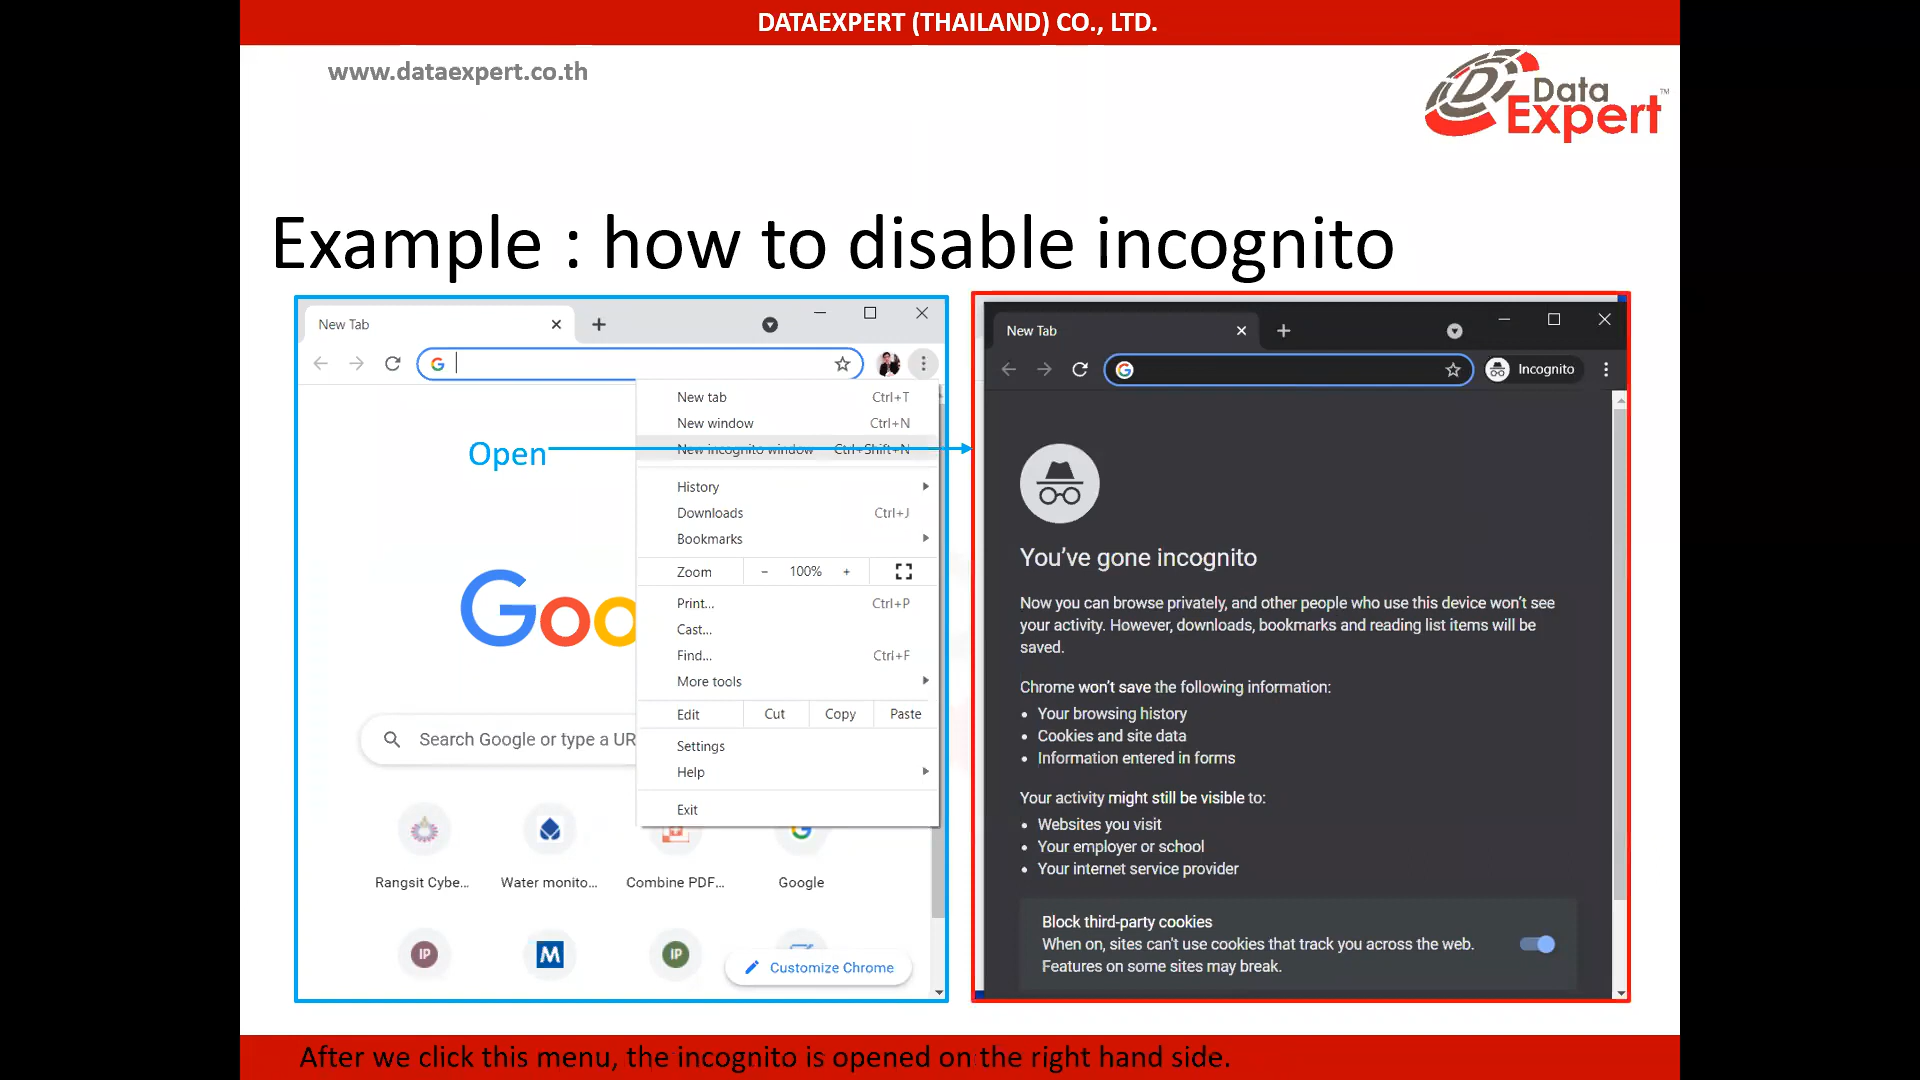 DATAEXPERT (THAILAND) CO., LTD.
www.dataexpert.co.th
Data
Expert™
Example : how to disable incognito
New Tab
New tab Ctrl+T
New window Ctrl+N
Open
New incognito window Ctrl+Shift+N
History
Downloads Ctrl+J
Bookmarks
Zoom - 100% +
Print... Ctrl+P
Cast...
Find... Ctrl+F
More tools
Edit Cut Copy Paste
Settings
Help
Exit
Goo
Search Google or type a UR
Rangsit Cybe... Water monito... Combine PDF... Google
IP M IP
Customize Chrome
New Tab
Incognito
You've gone incognito
Now you can browse privately, and other people who use this device won't see
your activity. However, downloads, bookmarks and reading list items will be
saved.
Chrome won't save the following information:
• Your browsing history
• Cookies and site data
• Information entered in forms
Your activity might still be visible to:
• Websites you visit
• Your employer or school
• Your internet service provider
Block third-party cookies
When on, sites can't use cookies that track you across the web.
Features on some sites may break.
After we click this menu, the incognito is opened on the right hand side.